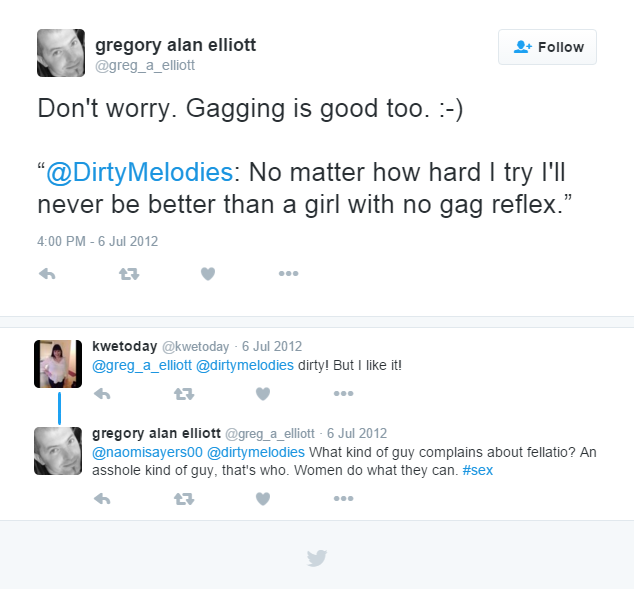 gregory alan elliott
@greg_a_elliott
Follow
Don't worry. Gagging is good too. :-)
“@DirtyMelodies: No matter how hard I try I'll
never be better than a girl with no gag reflex.”
4:00 PM - 6 Jul 2012
kwetoday @kwetoday · 6 Jul 2012
@greg_a_elliott @dirtymelodies dirty! But I like it!
gregory alan elliott @greg_a_elliott · 6 Jul 2012
@naomisayers00 @dirtymelodies What kind of guy complains about fellatio? An
asshole kind of guy, that's who. Women do what they can. #sex